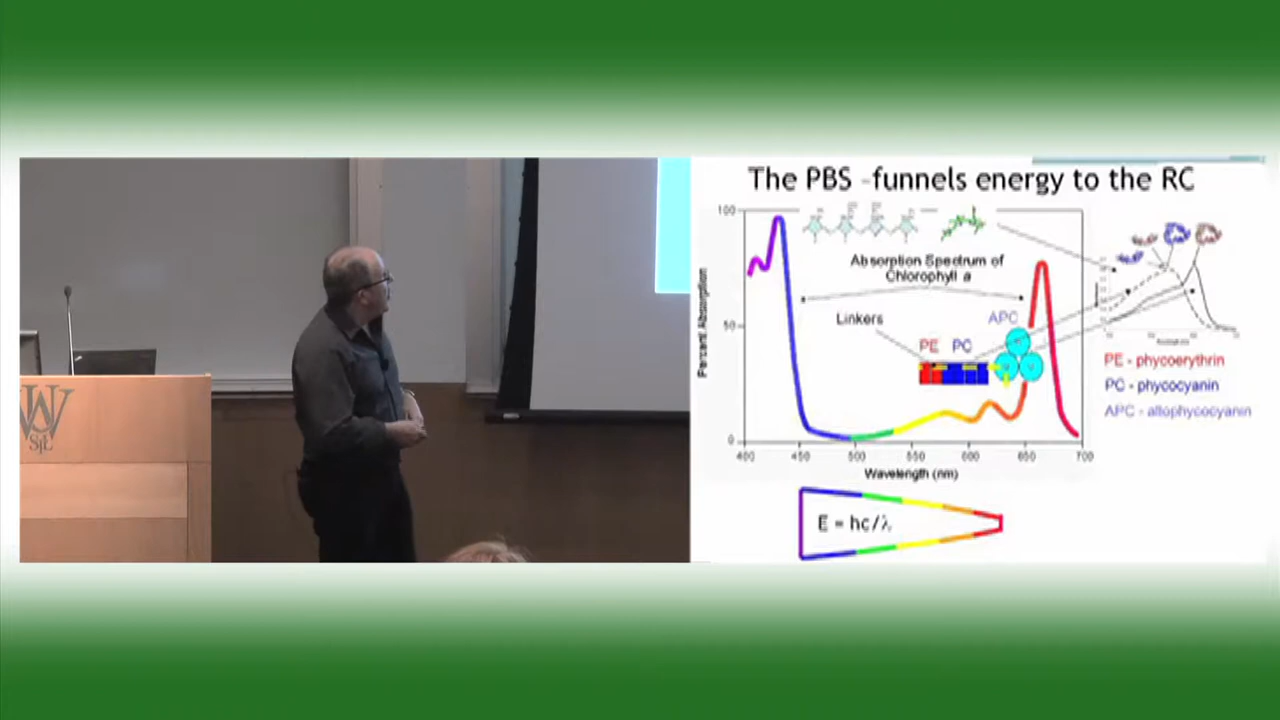 The PBS -funnels energy to the RC
100
Absorption Spectrum of
Chlorophyll a
Linkers
APC
PE PC
50
0
Percent Absorption
400 450 500 550 600 650 700
Wavelength (nm)
E = hc/λ
PE - phycoerythrin
PC - phycocyanin
APC - allophycocyanin
W
StL